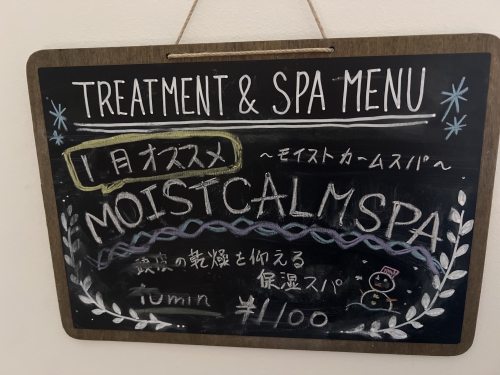 TREATMENT & SPA MENU
1月オススメ
～モイストカームスパ～
MOISTCALMSPA
頭皮の乾燥を抑える
保湿スパ
10min ¥1100